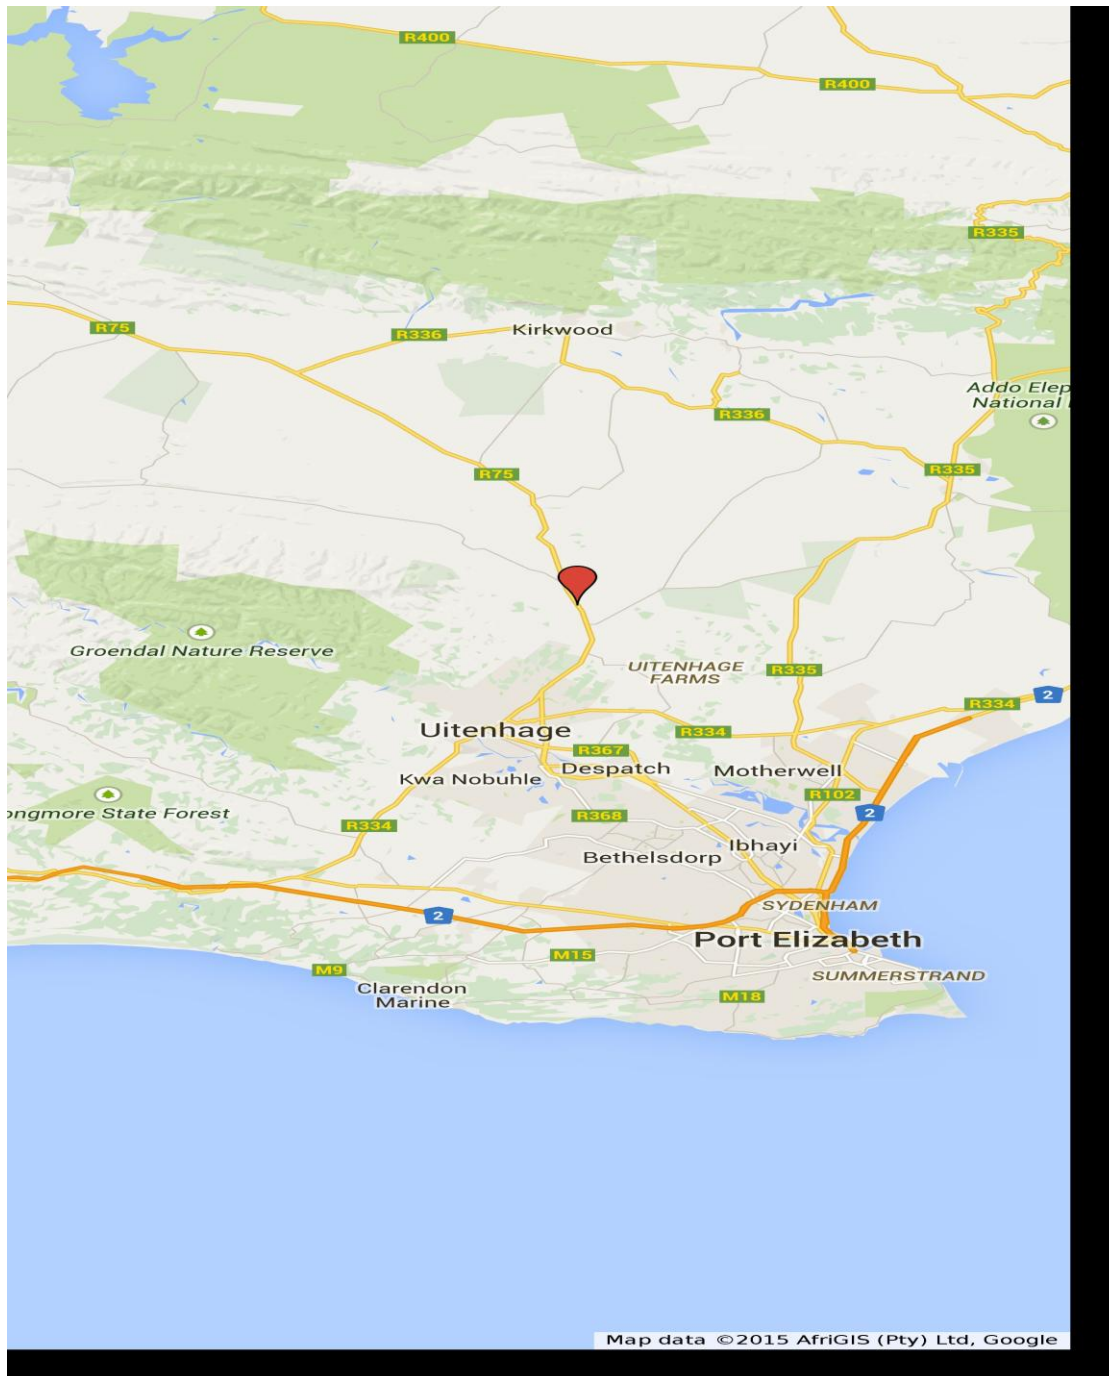 R400
R400
R335
R75
R336
Kirkwood
Addo Elep
National
R336
R75
R335
Groendal Nature Reserve
UITENHAGE
FARMS
R335
2
R334
Uitenhage
R334
R367
Despatch
Motherwell
Kwa Nobuhle
R102
ongmore State Forest
R334
R368
2
Ibhayi
Bethelsdorp
SYDENHAM
2
Port Elizabeth
M15
M9
SUMMERSTRAND
Clarendon
Marine
M18
Map data ©2015 AfriGIS (Pty) Ltd, Google